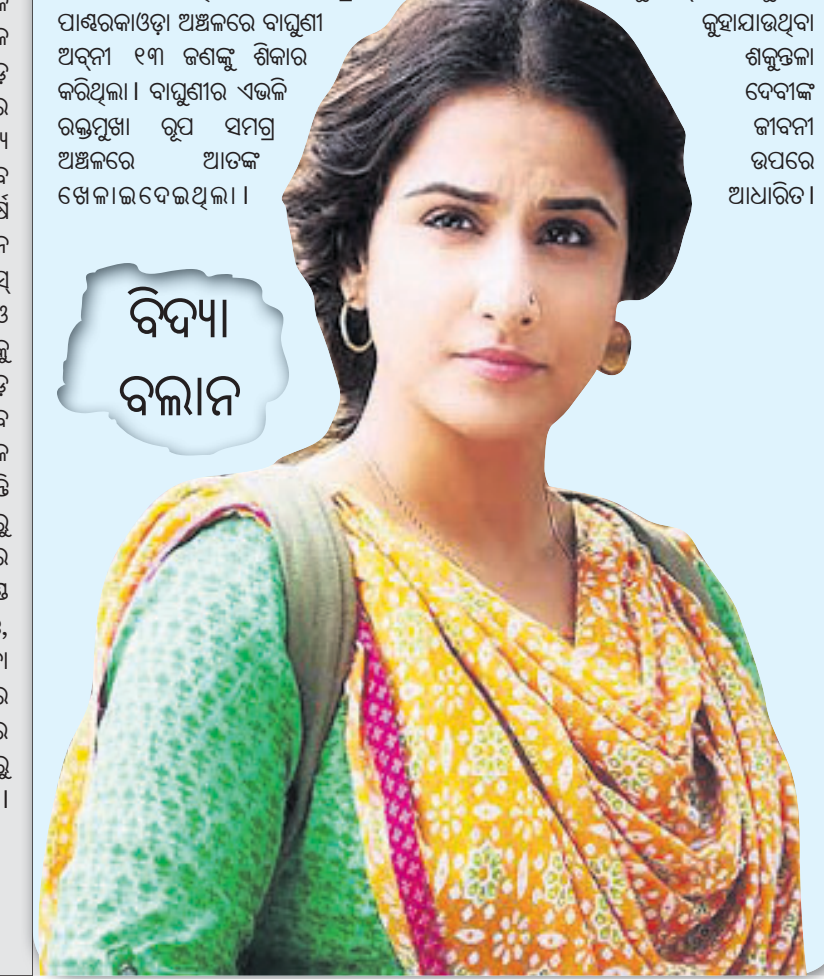 ପାଣ୍ଢରକାଓଡ଼ା ଅଞ୍ଚଳରେ ବାଘୁଣୀ
ଅବ୍‌ନୀ ୧୩ ଜଣଙ୍କୁ ଶିକାର
କରିଥିଲା। ବାଘୁଣୀର ଏଭଳି
ରକ୍ତମୁଖା ରୂପ ସମଗ୍ର
ଅଞ୍ଚଳରେ ଆତଙ୍କ
ଖେଳାଇଦେଇଥିଲା।
କୁହାଯାଉଥିବା
ଶକୁନ୍ତଳା
ଦେବୀଙ୍କ
ଜୀବନୀ
ଉପରେ
ଆଧାରିତ।
ବିଦ୍ୟା
ବଲାନ